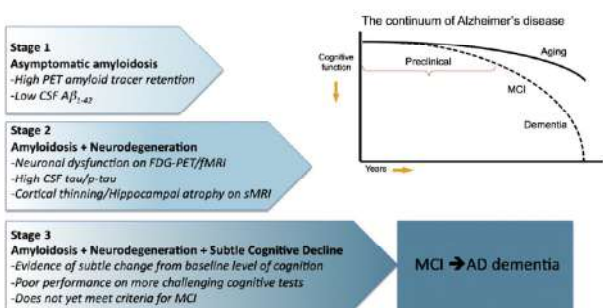 Stage 1
Asymptomatic amyloidosis
-High PET amyloid tracer retention
-Low CSF Aβ1-42
Stage 2
Amyloidosis + Neurodegeneration
-Neuronal dysfunction on FDG-PET/fMRI
-High CSF tau/p-tau
-Cortical thinning/Hippocampal atrophy on sMRI
Stage 3
Amyloidosis + Neurodegeneration + Subtle Cognitive Decline
-Evidence of subtle change from baseline level of cognition
-Poor performance on more challenging cognitive tests
-Does not yet meet criteria for MCI
MCI → AD dementia
The continuum of Alzheimer's disease
Cognitive
function
Preclinical
Aging
MCI
Dementia
Years